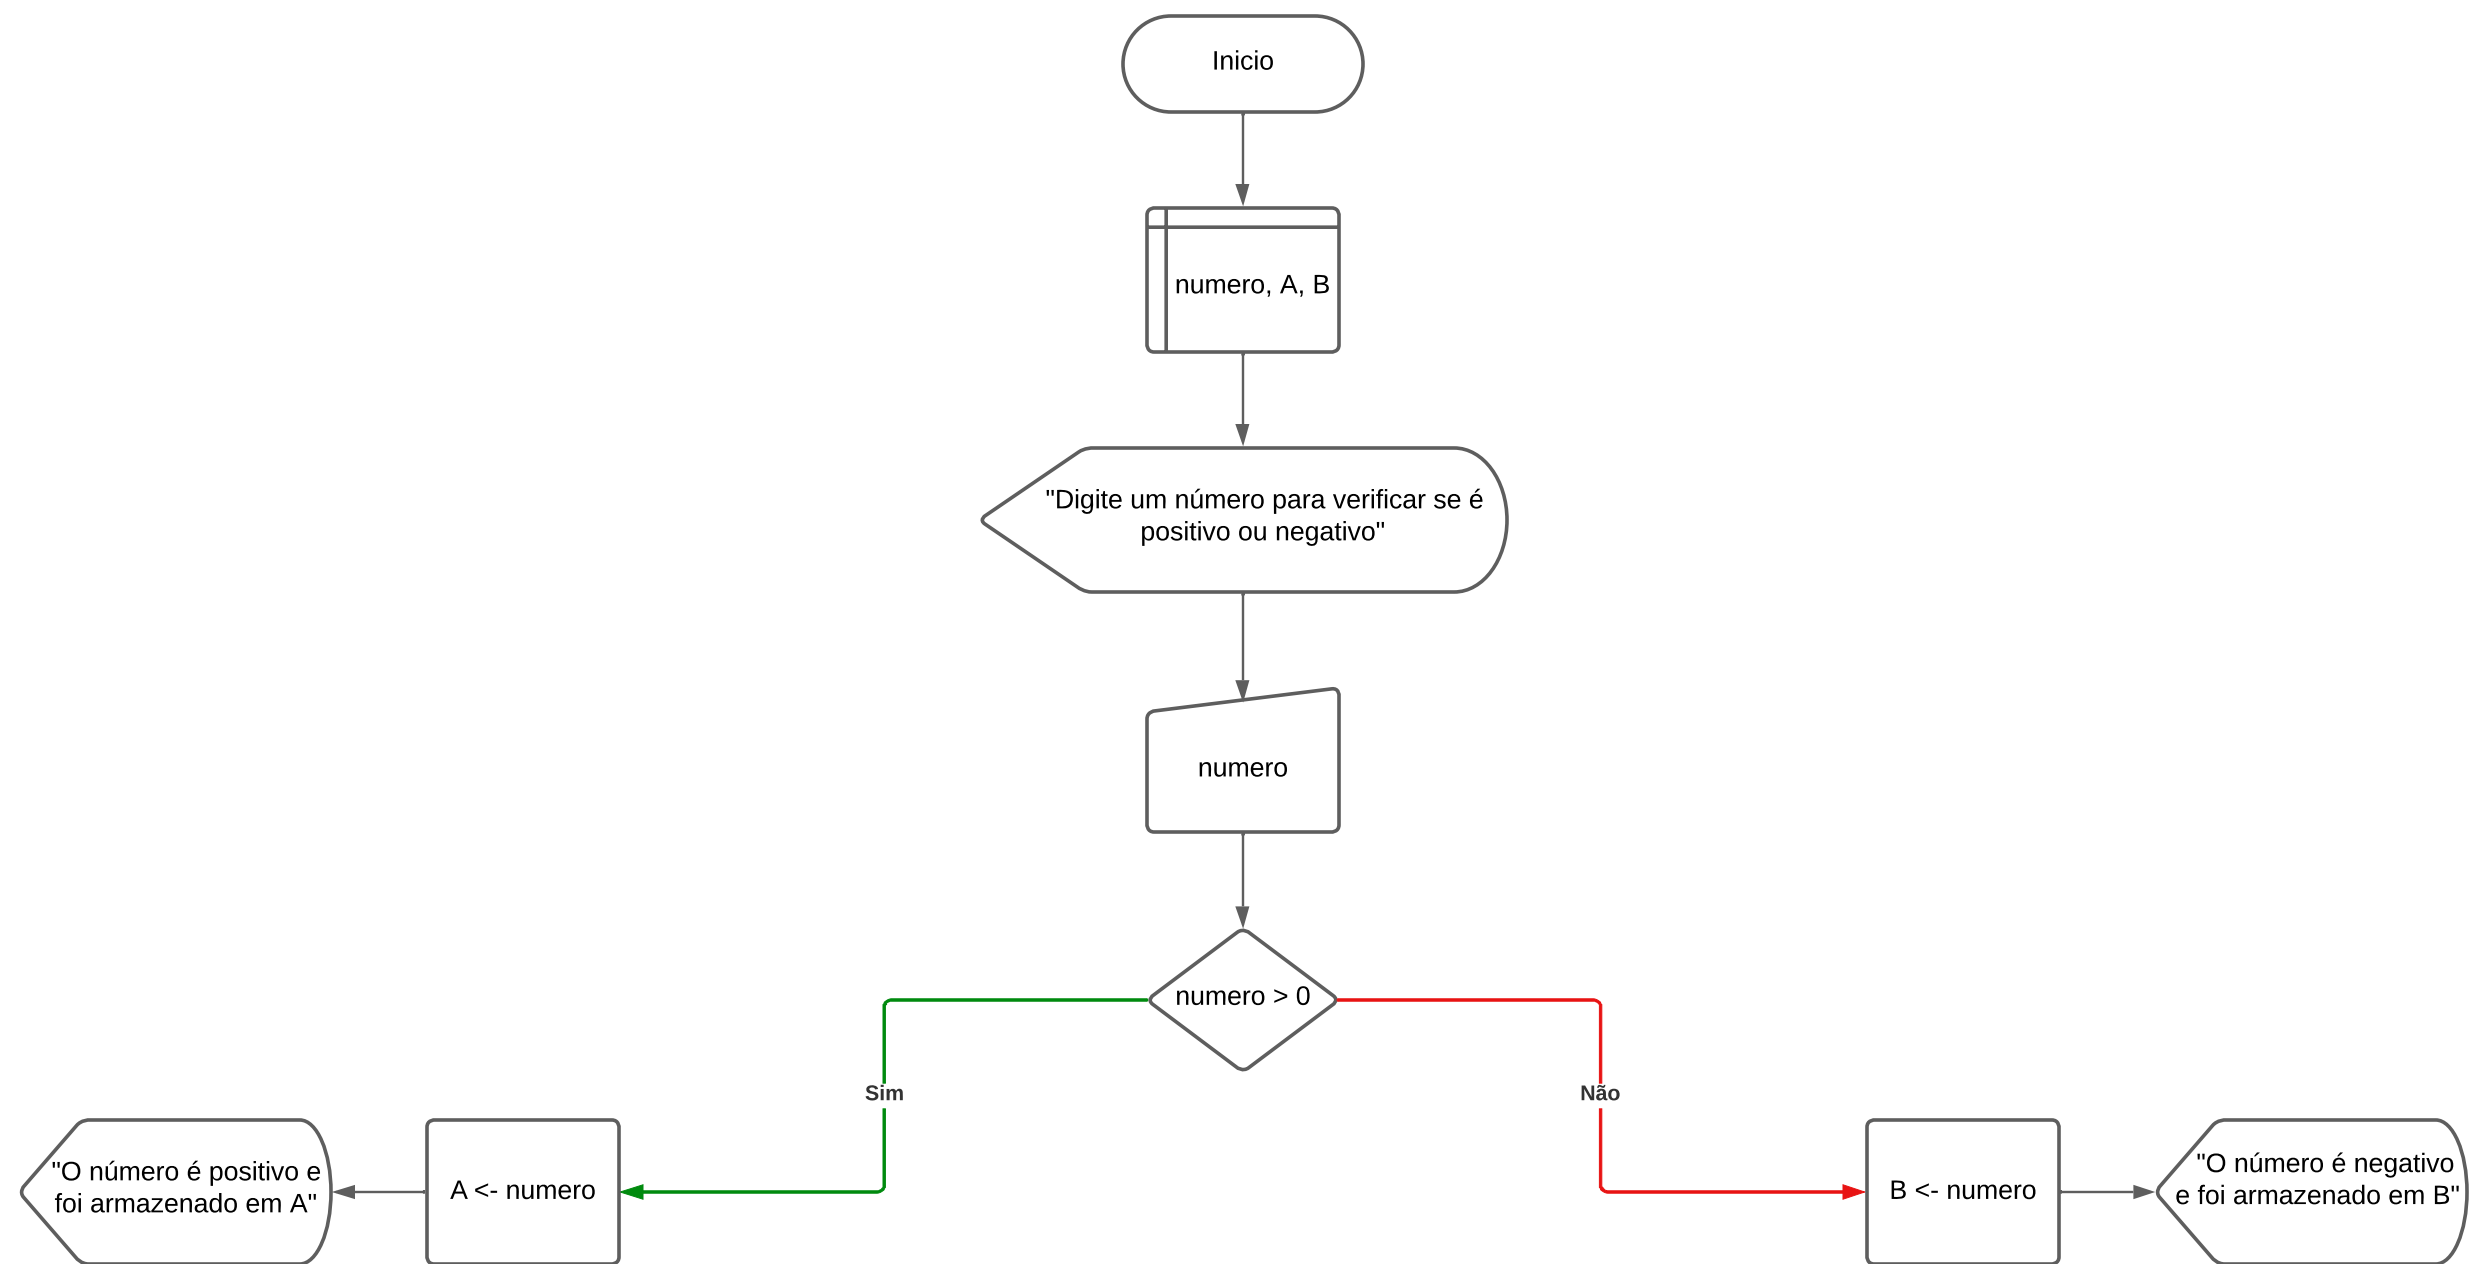 Inicio
numero, A, B
"Digite um número para verificar se é
positivo ou negativo"
numero
numero > 0
Sim
Não
"O número é positivo e
foi armazenado em A"
A <- numero
B <- numero
"O número é negativo
e foi armazenado em B"